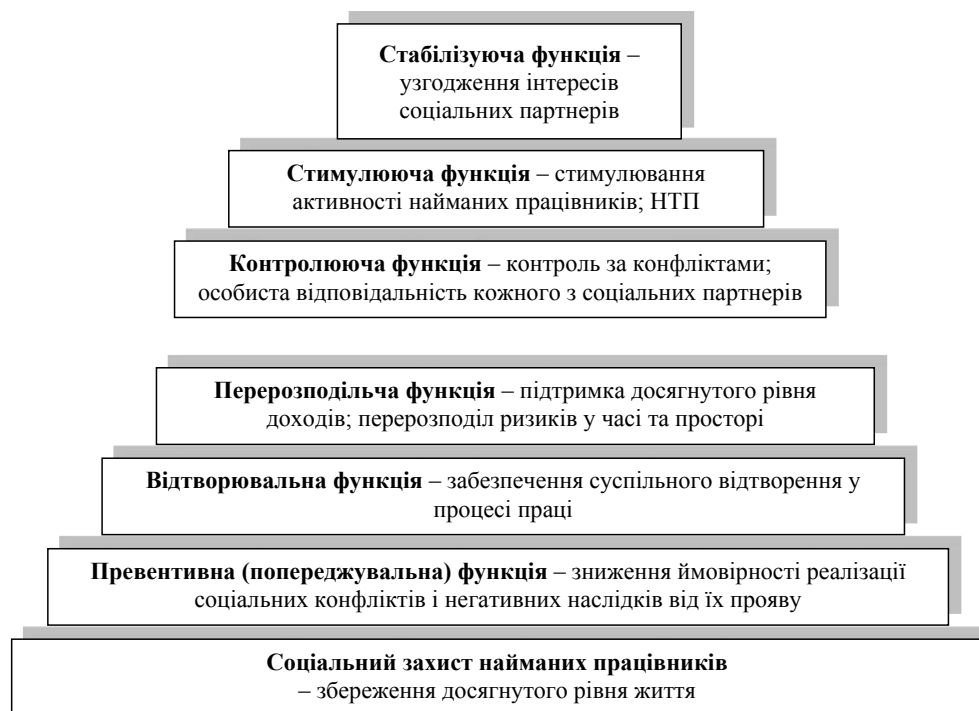 Стабілізуюча функція –
узгодження інтересів
соціальних партнерів
Стимулююча функція – стимулювання
активності найманих працівників; НТП
Контролююча функція – контроль за конфліктами;
особиста відповідальність кожного з соціальних партнерів
Перерозподільча функція – підтримка досягнутого рівня
доходів; перерозподіл ризиків у часі та просторі
Відтворювальна функція – забезпечення суспільного відтворення у
процесі праці
Превентивна (попереджувальна) функція – зниження ймовірності реалізації
соціальних конфліктів і негативних наслідків від їх прояву
Соціальний захист найманих працівників
– збереження досягнутого рівня життя